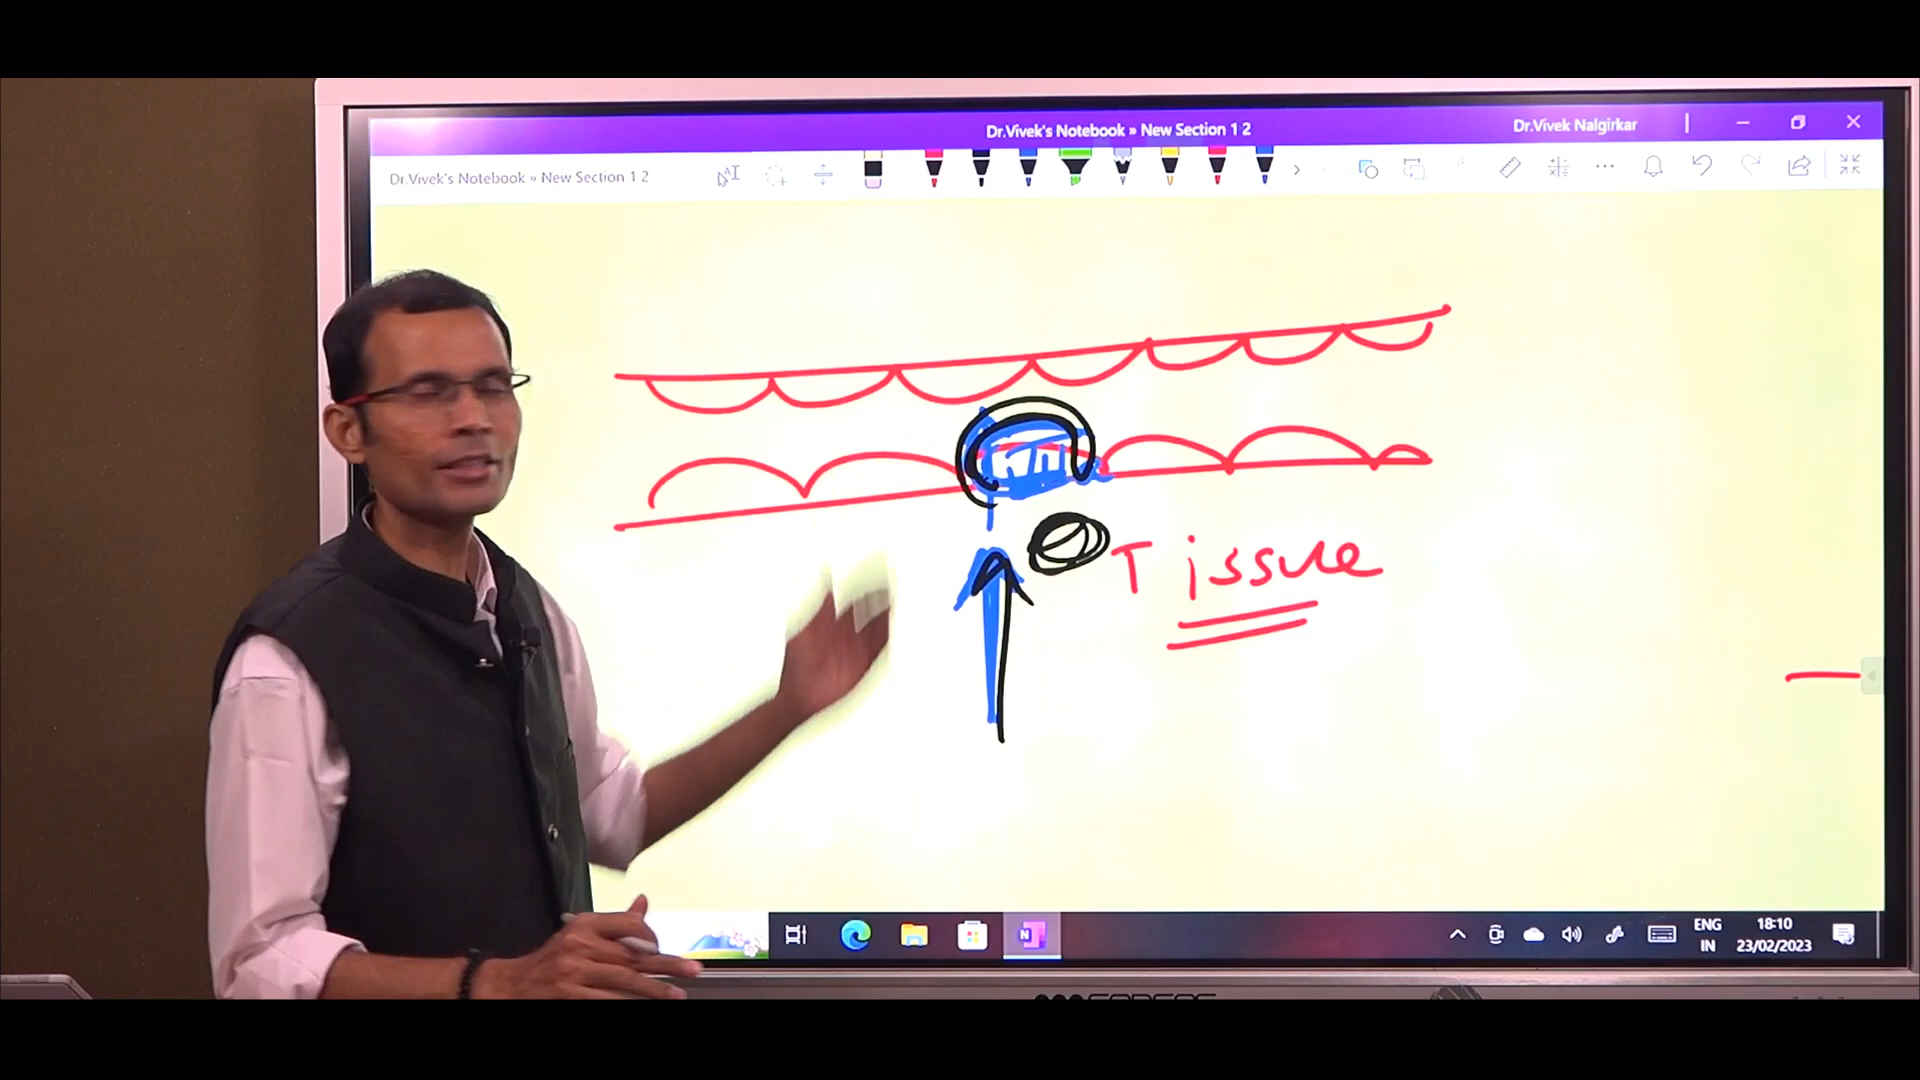 Dr.Vivek's Notebook » New Section 1 2
Dr.Vivek Nalgirkar
Dr.Vivek's Notebook » New Section 1 2
Tissue
ENG
IN
18:10
23/02/2023